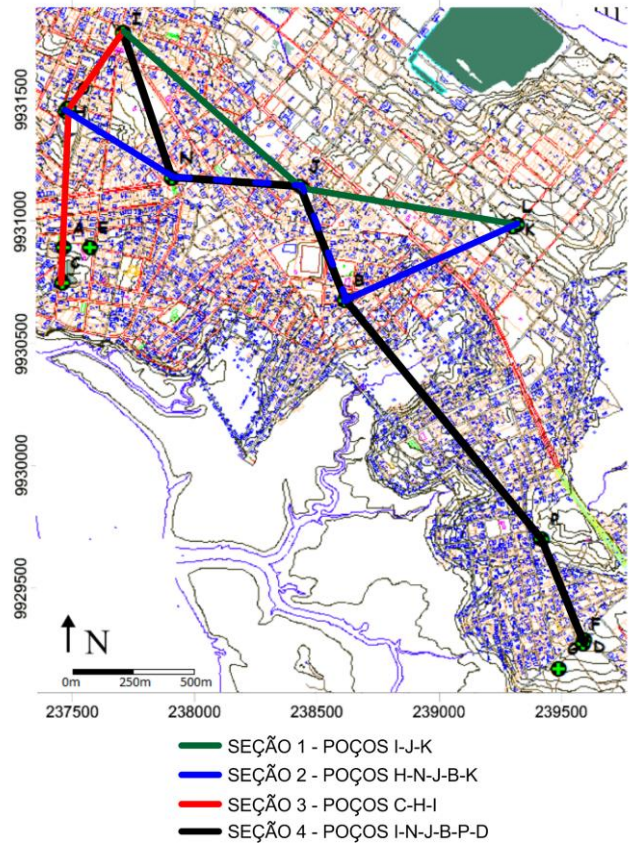 I
9931500
H
N
J
9931000
L
K
A
E
C
B
9930500
9930000
P
9929500
F
D
G
N
0m
250m
500m
237500
238000
238500
239000
239500
SEÇÃO 1 - POÇOS I-J-K
SEÇÃO 2 - POÇOS H-N-J-B-K
SEÇÃO 3 - POÇOS C-H-I
SEÇÃO 4 - POÇOS I-N-J-B-P-D